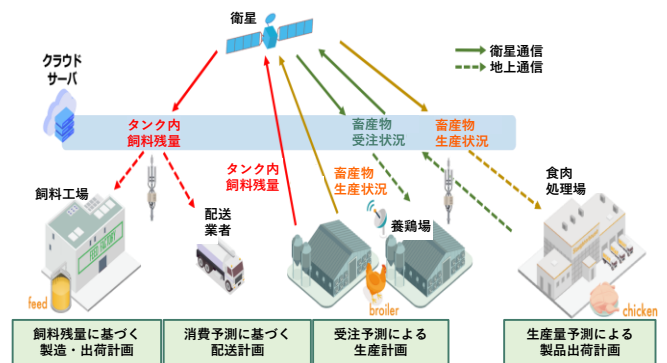 衛星
衛星通信
地上通信
クラウド
サーバ
タンク内
飼料残量
畜産物
受注状況
畜産物
生産状況
タンク内
飼料残量
畜産物
生産状況
飼料工場
配送
業者
養鶏場
食肉
処理場
FEED FACTORY
feed
broiler
chicken
飼料残量に基づく
製造・出荷計画
消費予測に基づく
配送計画
受注予測による
生産計画
生産量予測による
製品出荷計画